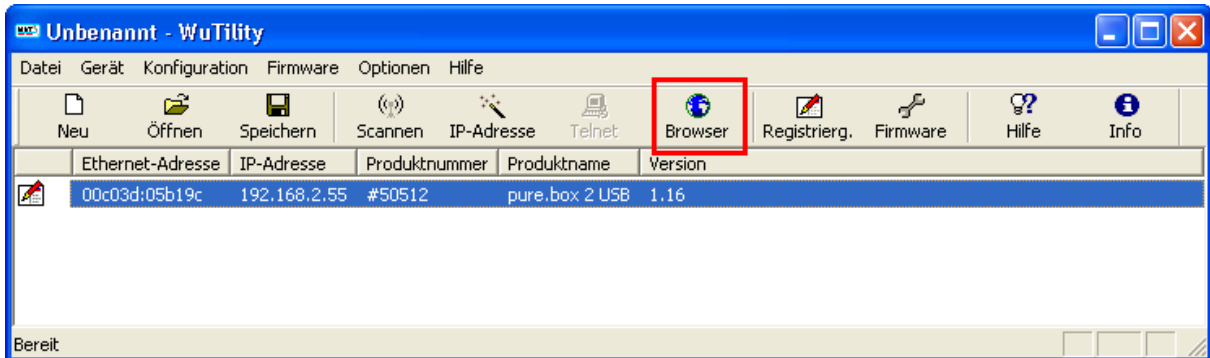 Unbenannt - WuTility
Datei Gerät Konfiguration Firmware Optionen Hilfe
Neu Öffnen Speichern Scannen IP-Adresse Telnet Browser Registrierg. Firmware Hilfe Info
Ethernet-Adresse IP-Adresse Produktnummer Produktname Version
00c03d:05b19c 192.168.2.55 #50512 pure.box 2 USB 1.16
Bereit